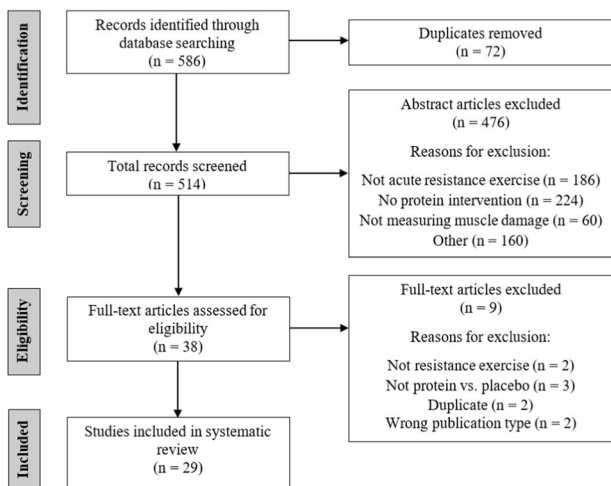 Identification
Records identified through
database searching
(n = 586)
Duplicates removed
(n = 72)
Screening
Total records screened
(n = 514)
Abstract articles excluded
(n = 476)
Reasons for exclusion:
Not acute resistance exercise (n = 186)
No protein intervention (n = 224)
Not measuring muscle damage (n = 60)
Other (n = 160)
Eligibility
Full-text articles assessed for
eligibility
(n = 38)
Full-text articles excluded
(n = 9)
Reasons for exclusion:
Not resistance exercise (n = 2)
Not protein vs. placebo (n = 3)
Duplicate (n = 2)
Wrong publication type (n = 2)
Included
Studies included in systematic
review
(n = 29)